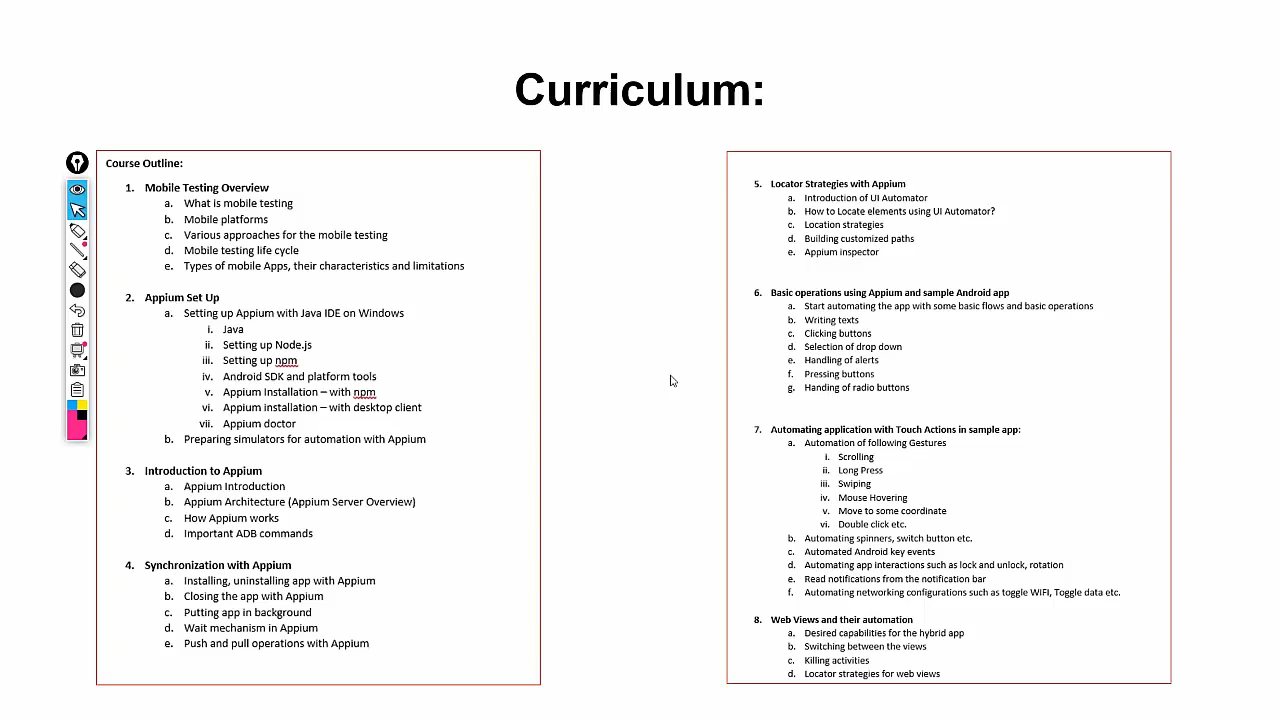 Curriculum:
Course Outline:
1. Mobile Testing Overview
a. What is mobile testing
b. Mobile platforms
c. Various approaches for the mobile testing
d. Mobile testing life cycle
e. Types of mobile Apps, their characteristics and limitations
2. Appium Set Up
a. Setting up Appium with Java IDE on Windows
i. Java
ii. Setting up Node.js
iii. Setting up npm
iv. Android SDK and platform tools
v. Appium Installation – with npm
vi. Appium installation – with desktop client
vii. Appium doctor
b. Preparing simulators for automation with Appium
3. Introduction to Appium
a. Appium Introduction
b. Appium Architecture (Appium Server Overview)
c. How Appium works
d. Important ADB commands
4. Synchronization with Appium
a. Installing, uninstalling app with Appium
b. Closing the app with Appium
c. Putting app in background
d. Wait mechanism in Appium
e. Push and pull operations with Appium
5. Locator Strategies with Appium
a. Introduction of UI Automator
b. How to Locate elements using UI Automator?
c. Location strategies
d. Building customized paths
e. Appium inspector
6. Basic operations using Appium and sample Android app
a. Start automating the app with some basic flows and basic operations
b. Writing texts
c. Clicking buttons
d. Selection of drop down
e. Handling of alerts
f. Pressing buttons
g. Handing of radio buttons
7. Automating application with Touch Actions in sample app:
a. Automation of following Gestures
i. Scrolling
ii. Long Press
iii. Swiping
iv. Mouse Hovering
v. Move to some coordinate
vi. Double click etc.
b. Automating spinners, switch button etc.
c. Automated Android key events
d. Automating app interactions such as lock and unlock, rotation
e. Read notifications from the notification bar
f. Automating networking configurations such as toggle WIFI, Toggle data etc.
8. Web Views and their automation
a. Desired capabilities for the hybrid app
b. Switching between the views
c. Killing activities
d. Locator strategies for web views